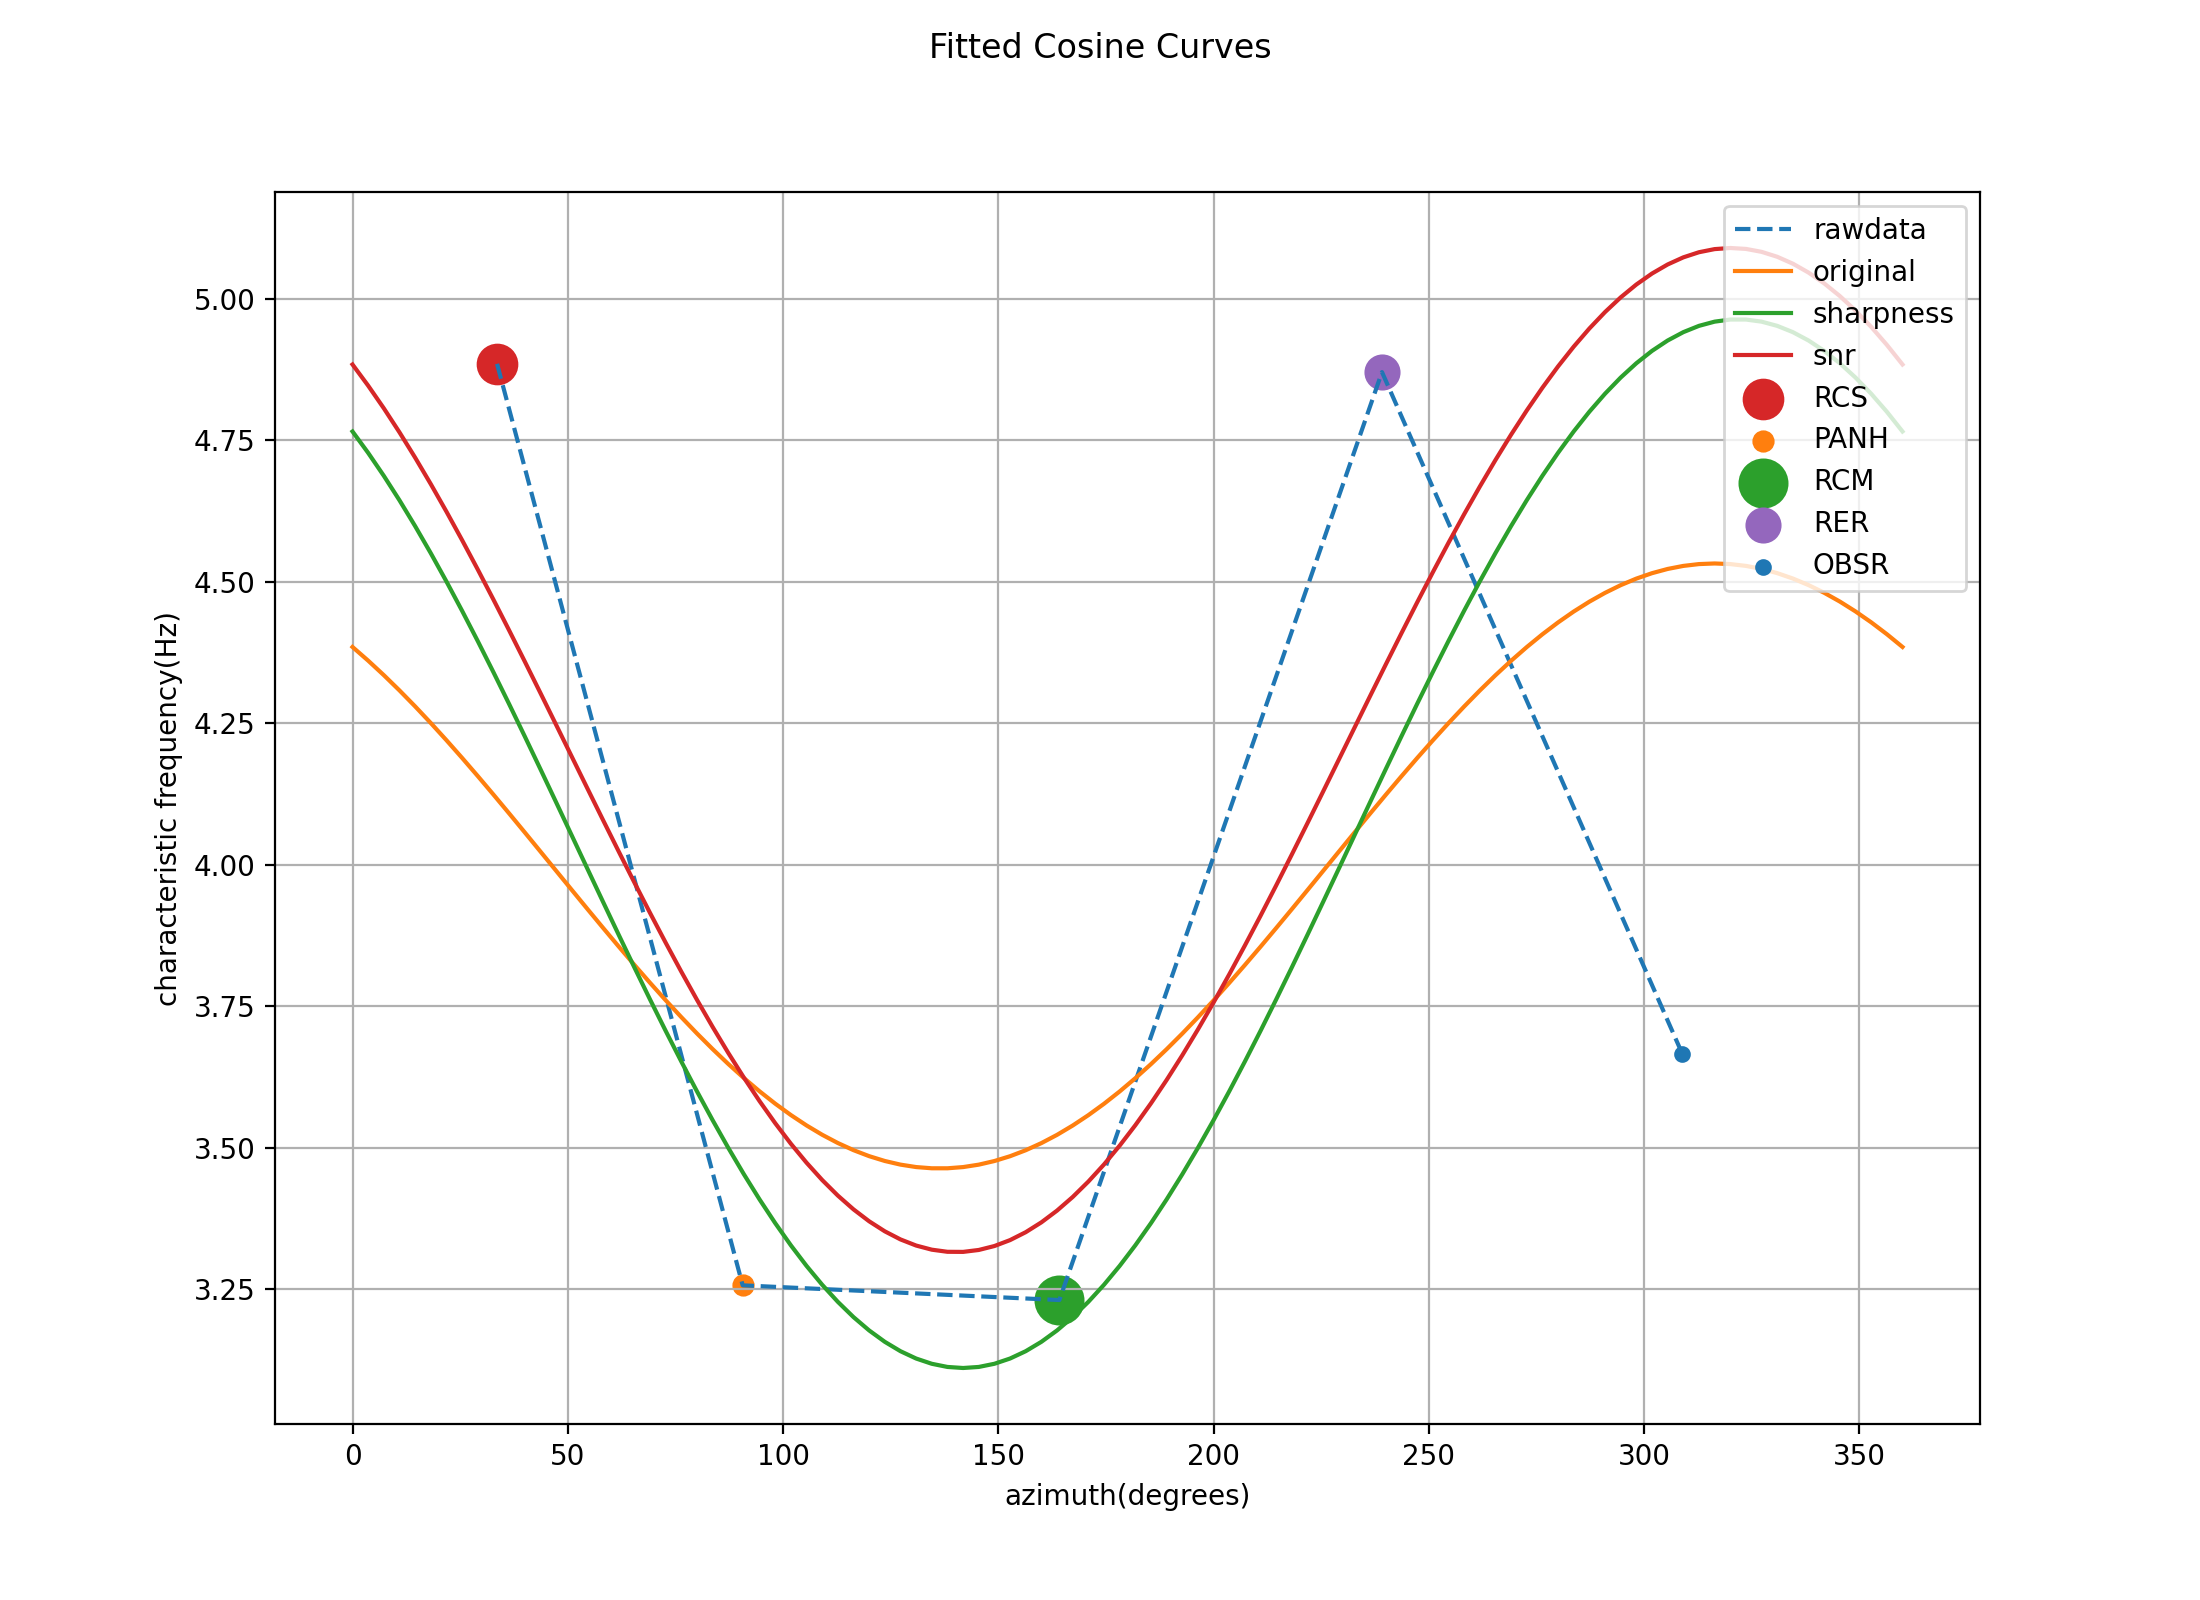 Fitted Cosine Curves
rawdata
original
sharpness
snr
RCS
PANH
RCM
RER
OBSR
characteristic frequency(Hz)
5.00
4.75
4.50
4.25
4.00
3.75
3.50
3.25
0 50 100 150 200 250 300 350
azimuth(degrees)